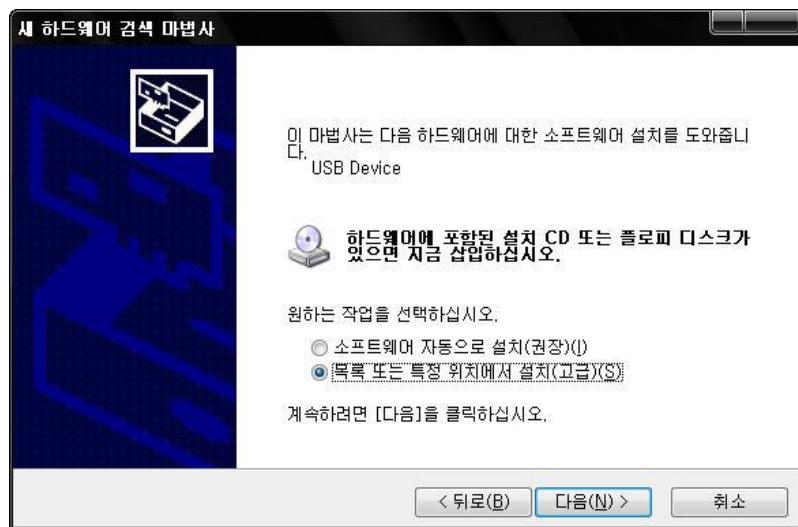 새 하드웨어 검색 마법사
이 마법사는 다음 하드웨어에 대한 소프트웨어 설치를 도와줍니
다.
USB Device
하드웨어에 포함된 설치 CD 또는 플로피 디스크가
있으면 지금 삽입하십시오.
원하는 작업을 선택하십시오.
소프트웨어 자동으로 설치(권장)(I)
목록 또는 특정 위치에서 설치(고급)(S)
계속하려면 [다음]을 클릭하십시오.
< 뒤로(B) 다음(N) > 취소